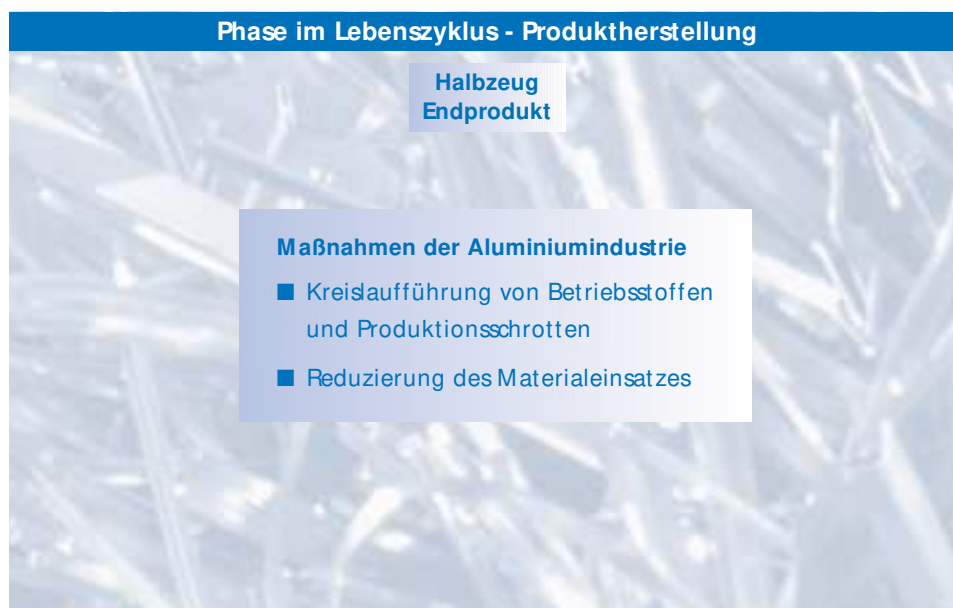 Phase im Lebenszyklus - Produktherstellung
Halbzeug
Endprodukt
Maßnahmen der Aluminiumindustrie
■ Kreislaufführung von Betriebsstoffen
und Produktionsschrotten
■ Reduzierung des Materialeinsatzes